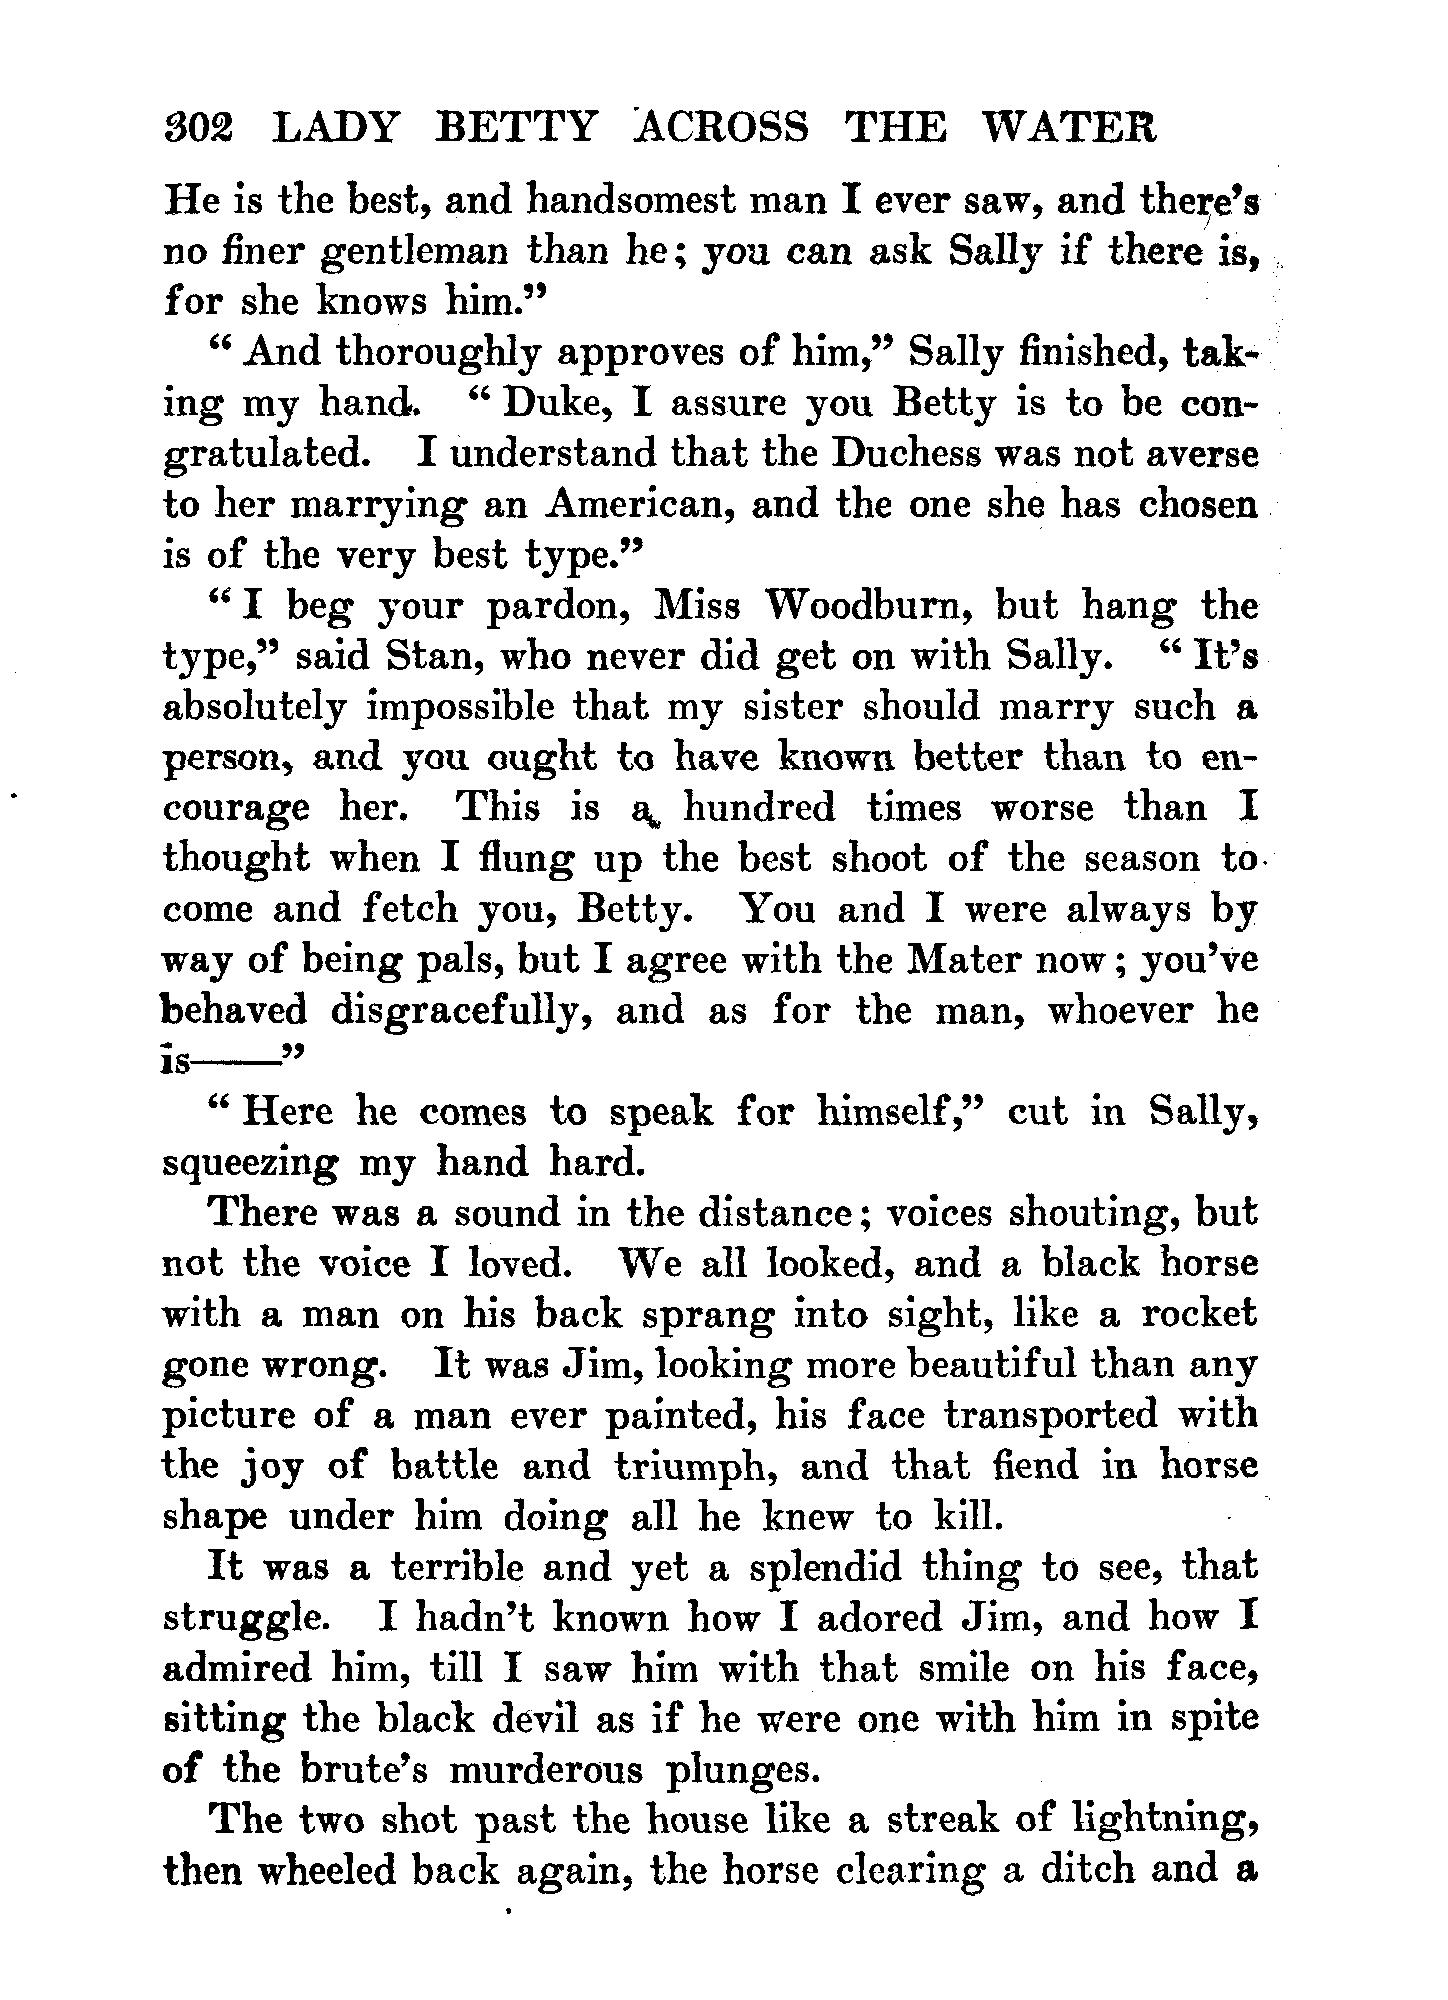 302 LADY BETTY ACROSS THE WATER
He is the best, and handsomest man I ever saw, and there's
no finer gentleman than he; you can ask Sally if there is,
for she knows him."
"And thoroughly approves of him," Sally finished, tak-
ing my hand. "Duke, I assure you Betty is to be con-
gratulated. I understand that the Duchess was not averse
to her marrying an American, and the one she has chosen
is of the very best type."
"I beg your pardon, Miss Woodburn, but hang the
type," said Stan, who never did get on with Sally. "It's
absolutely impossible that my sister should marry such a
person, and you ought to have known better than to en-
courage her. This is a hundred times worse than I
thought when I flung up the best shoot of the season to
come and fetch you, Betty. You and I were always by
way of being pals, but I agree with the Mater now; you've
behaved disgracefully, and as for the man, whoever he
is——"
"Here he comes to speak for himself," cut in Sally,
squeezing my hand hard.
There was a sound in the distance; voices shouting, but
not the voice I loved. We all looked, and a black horse
with a man on his back sprang into sight, like a rocket
gone wrong. It was Jim, looking more beautiful than any
picture of a man ever painted, his face transported with
the joy of battle and triumph, and that fiend in horse
shape under him doing all he knew to kill.
It was a terrible and yet a splendid thing to see, that
struggle. I hadn't known how I adored Jim, and how I
admired him, till I saw him with that smile on his face,
sitting the black devil as if he were one with him in spite
of the brute's murderous plunges.
The two shot past the house like a streak of lightning,
then wheeled back again, the horse clearing a ditch and a